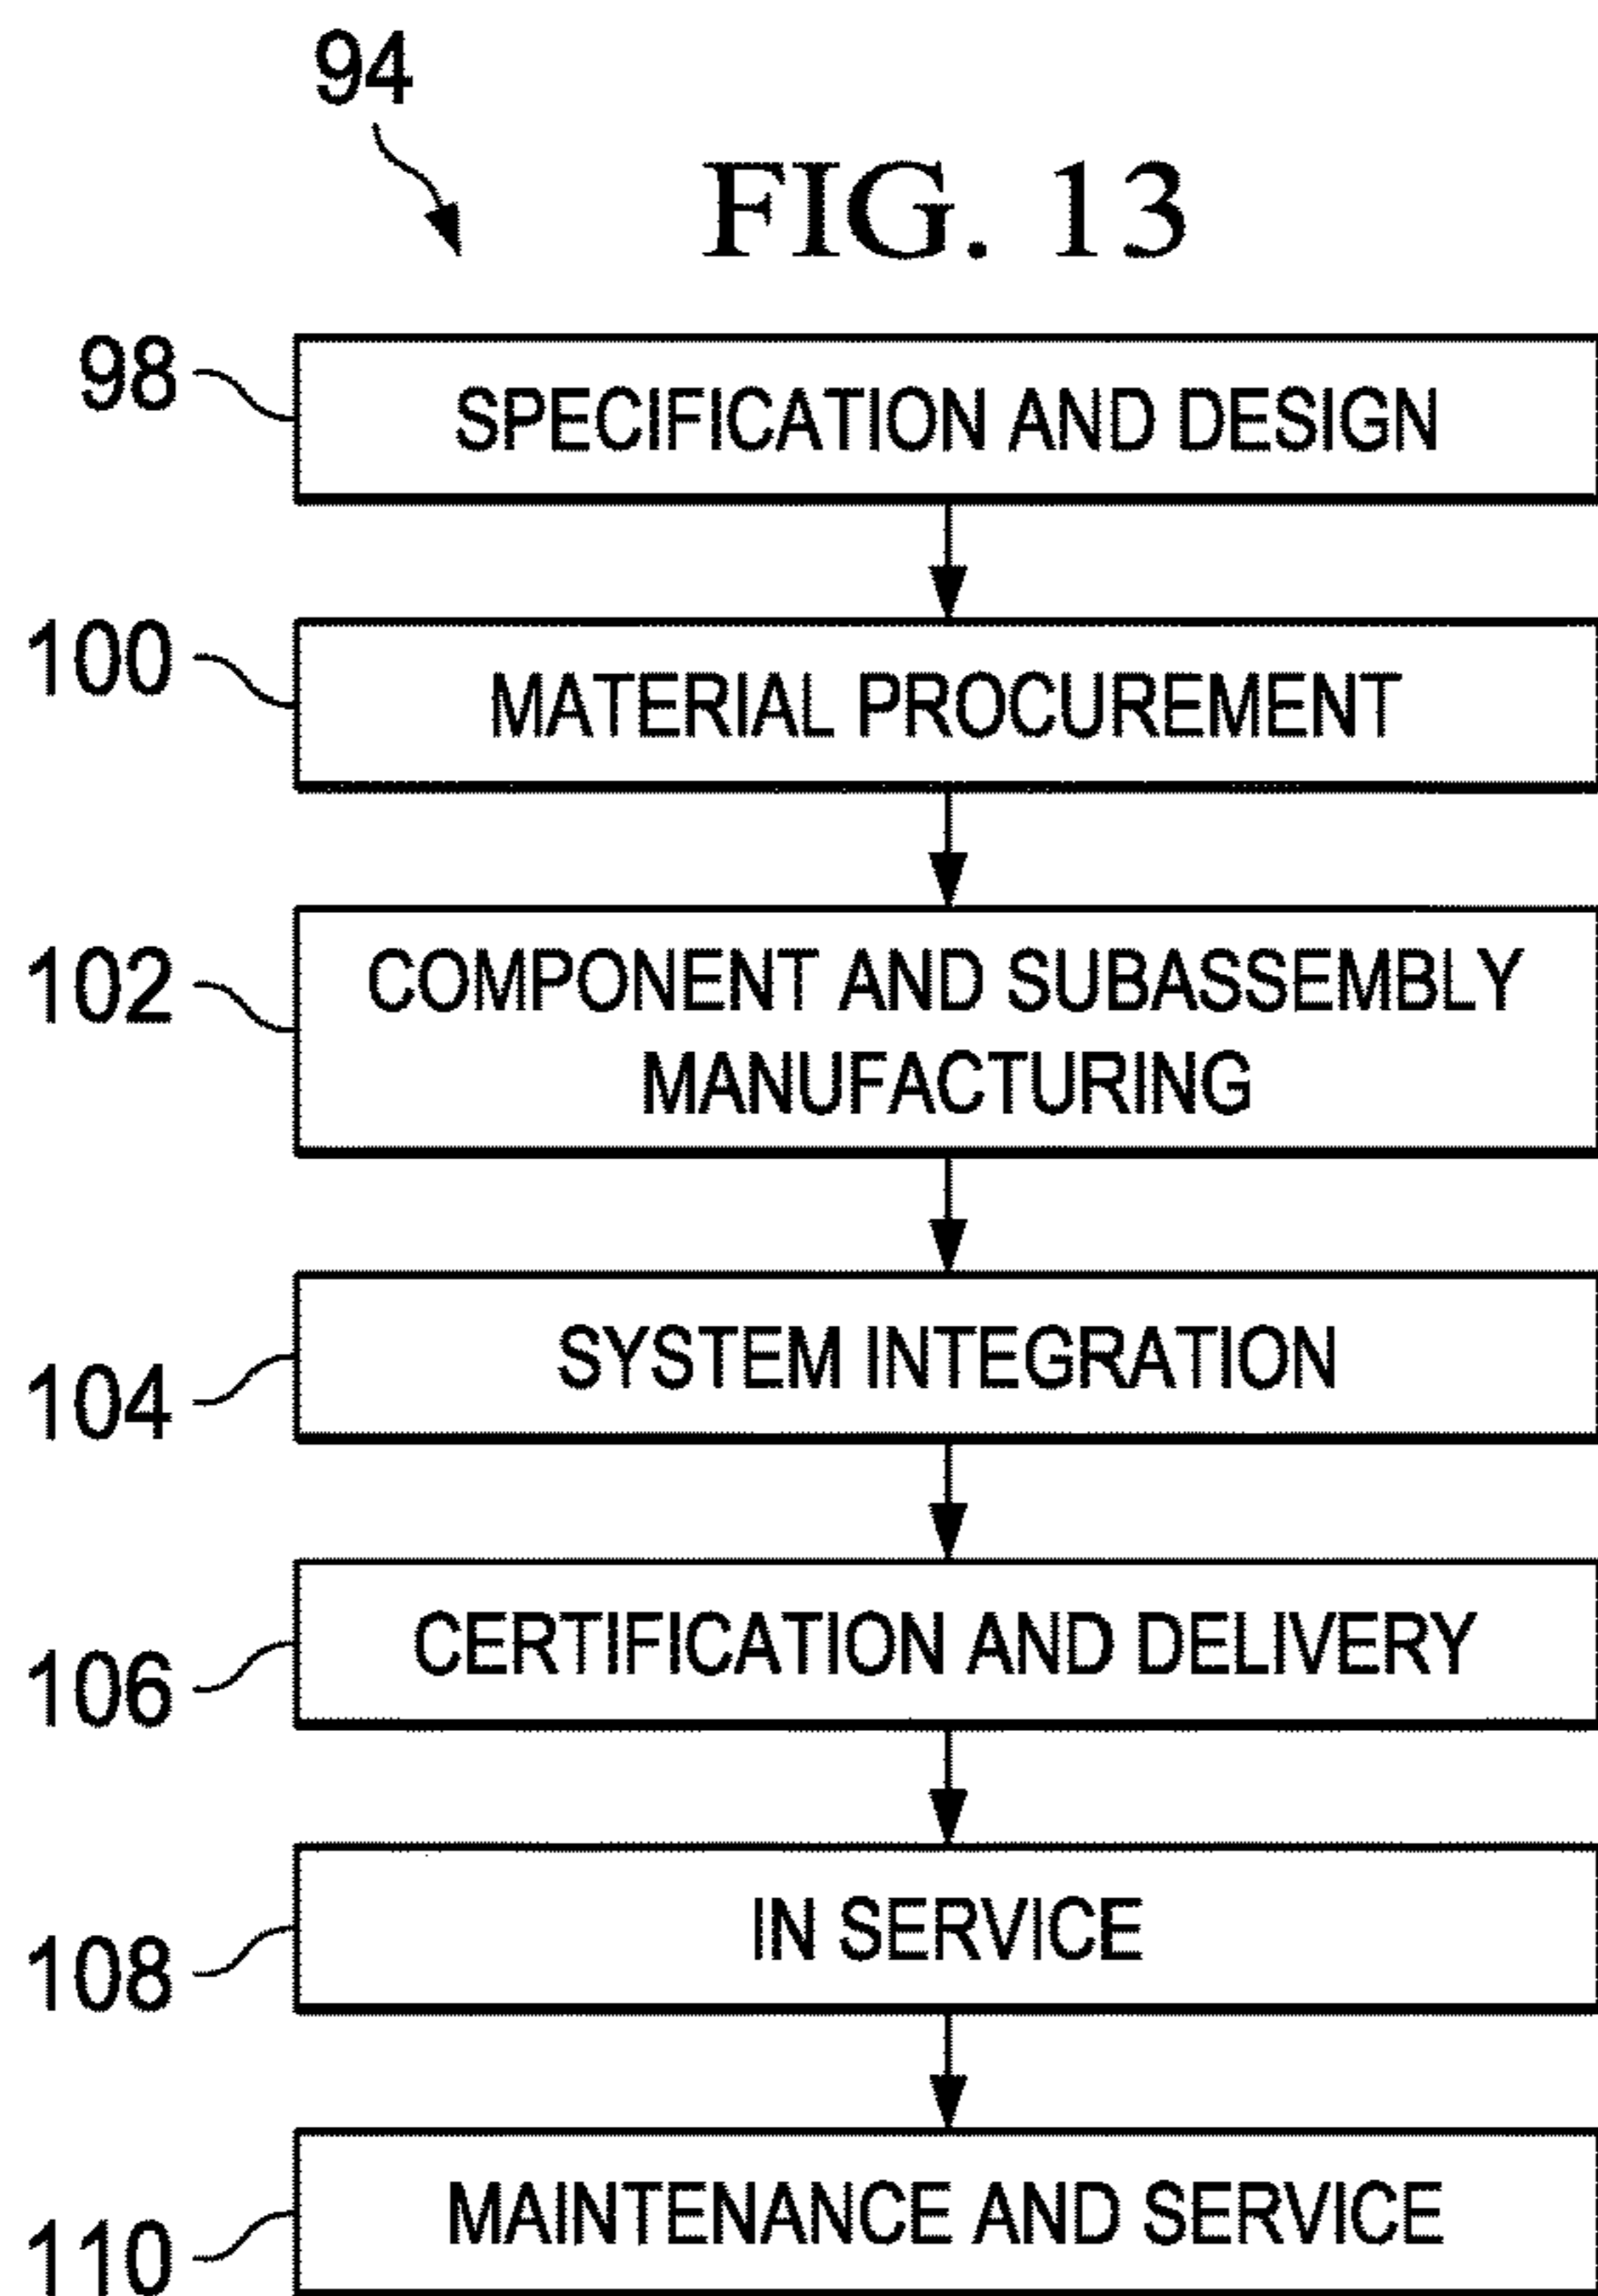 94
FIG. 13
98
SPECIFICATION AND DESIGN
100
MATERIAL PROCUREMENT
102
COMPONENT AND SUBASSEMBLY
MANUFACTURING
104
SYSTEM INTEGRATION
106
CERTIFICATION AND DELIVERY
108
IN SERVICE
110
MAINTENANCE AND SERVICE